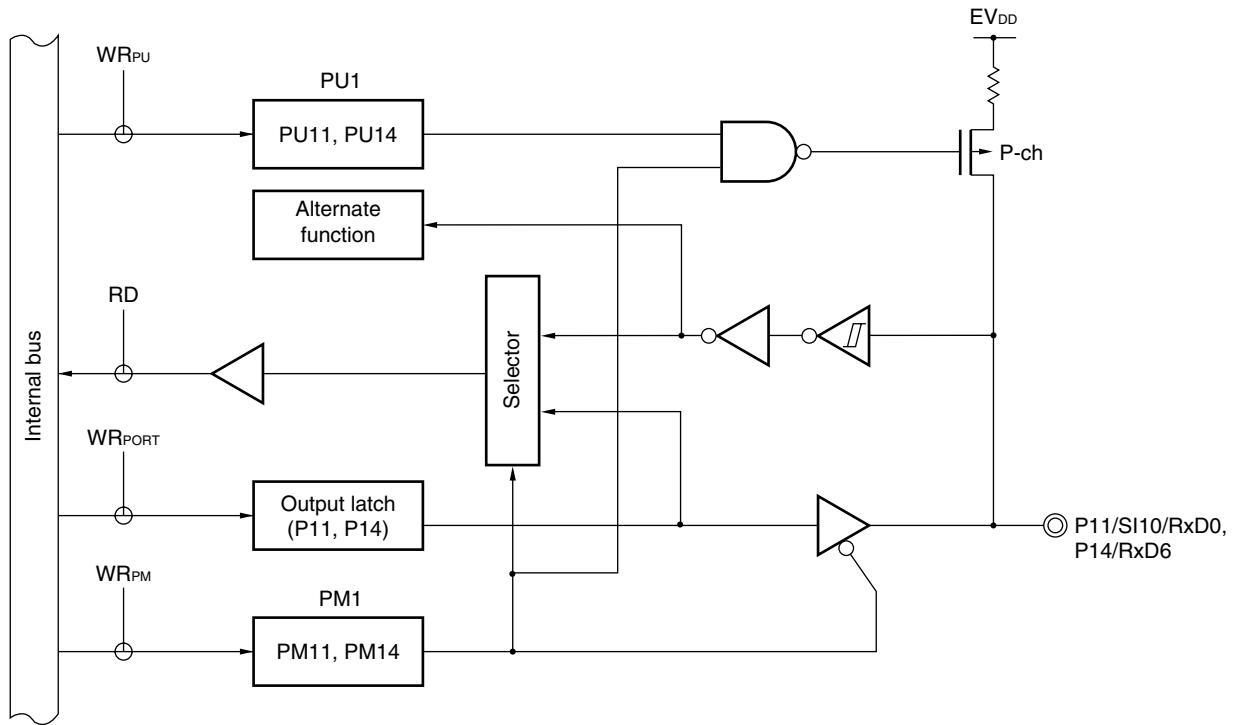 EVDD
WRPU
PU1
PU11, PU14
P-ch
Alternate
function
RD
Selector
Internal bus
WRPORT
Output latch
(P11, P14)
P11/SI10/RxD0,
P14/RxD6
WRPM
PM1
PM11, PM14